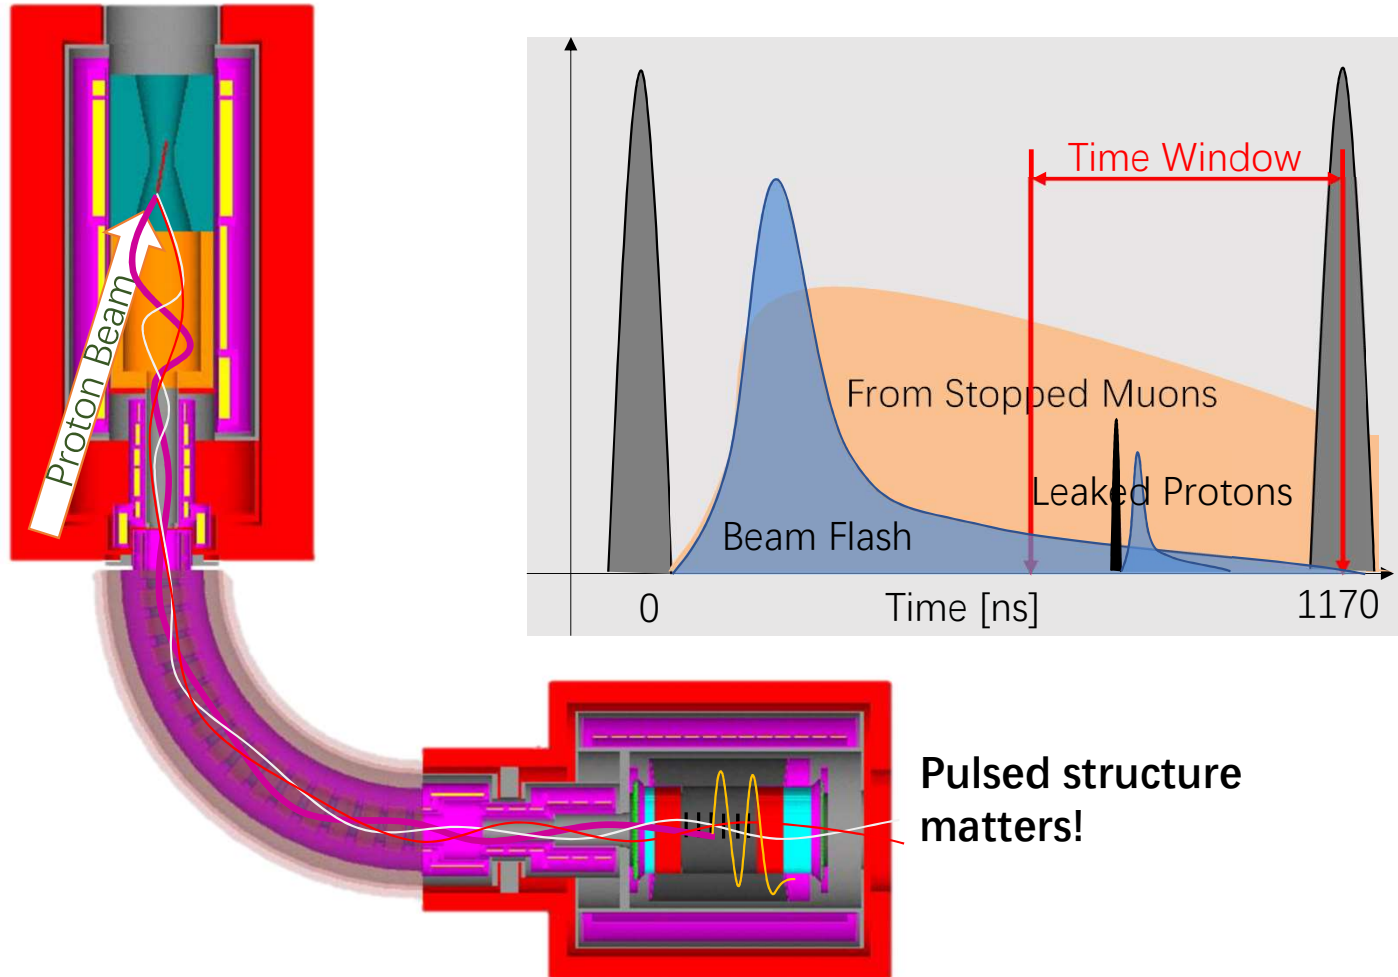 Proton Beam
Time Window
From Stopped Muons
Leaked Protons
Beam Flash
0
Time [ns]
1170
Pulsed structure
matters!